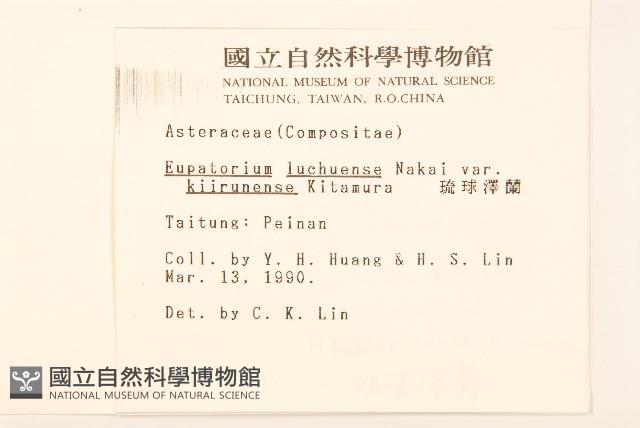 國立自然科學博物館
NATIONAL MUSEUM OF NATURAL SCIENCE
TAICHUNG, TAIWAN, R.O.CHINA
Asteraceae(Compositae)
Eupatorium luchuense Nakai var.
kiirunense Kitamura 琉球澤蘭
Taitung: Peinan
Coll. by Y. H. Huang & H. S. Lin
Mar. 13, 1990.
Det. by C. K. Lin
國立自然科學博物館
NATIONAL MUSEUM OF NATURAL SCIENCE